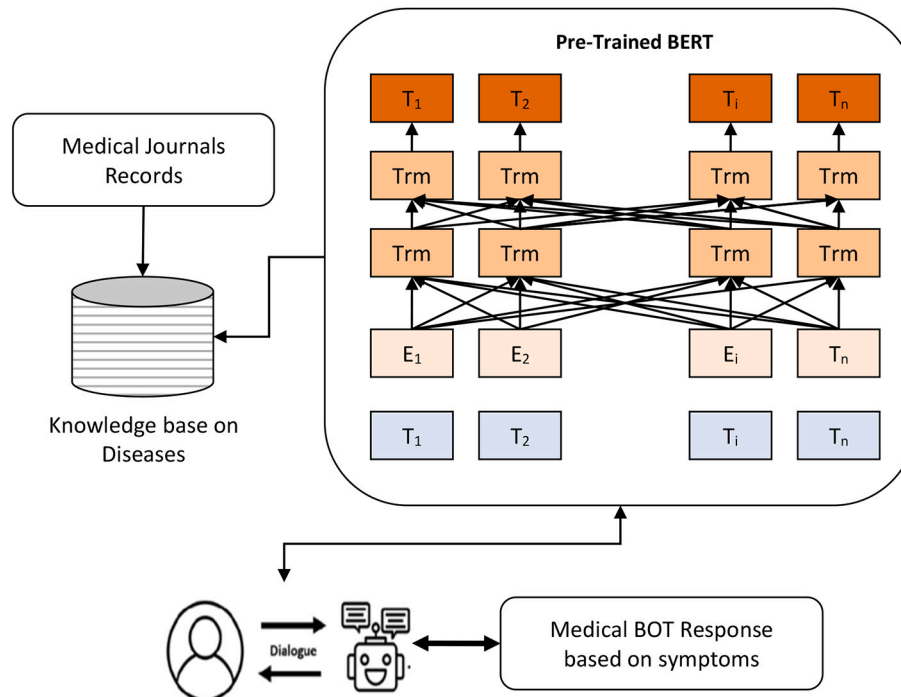 Pre-Trained BERT
T₁ T₂ Tᵢ Tₙ
Medical Journals
Records
Trm Trm Trm Trm
Trm Trm Trm Trm
E₁ E₂ Eᵢ Tₙ
Knowledge base on
Diseases
T₁ T₂ Tᵢ Tₙ
Dialogue
Medical BOT Response
based on symptoms